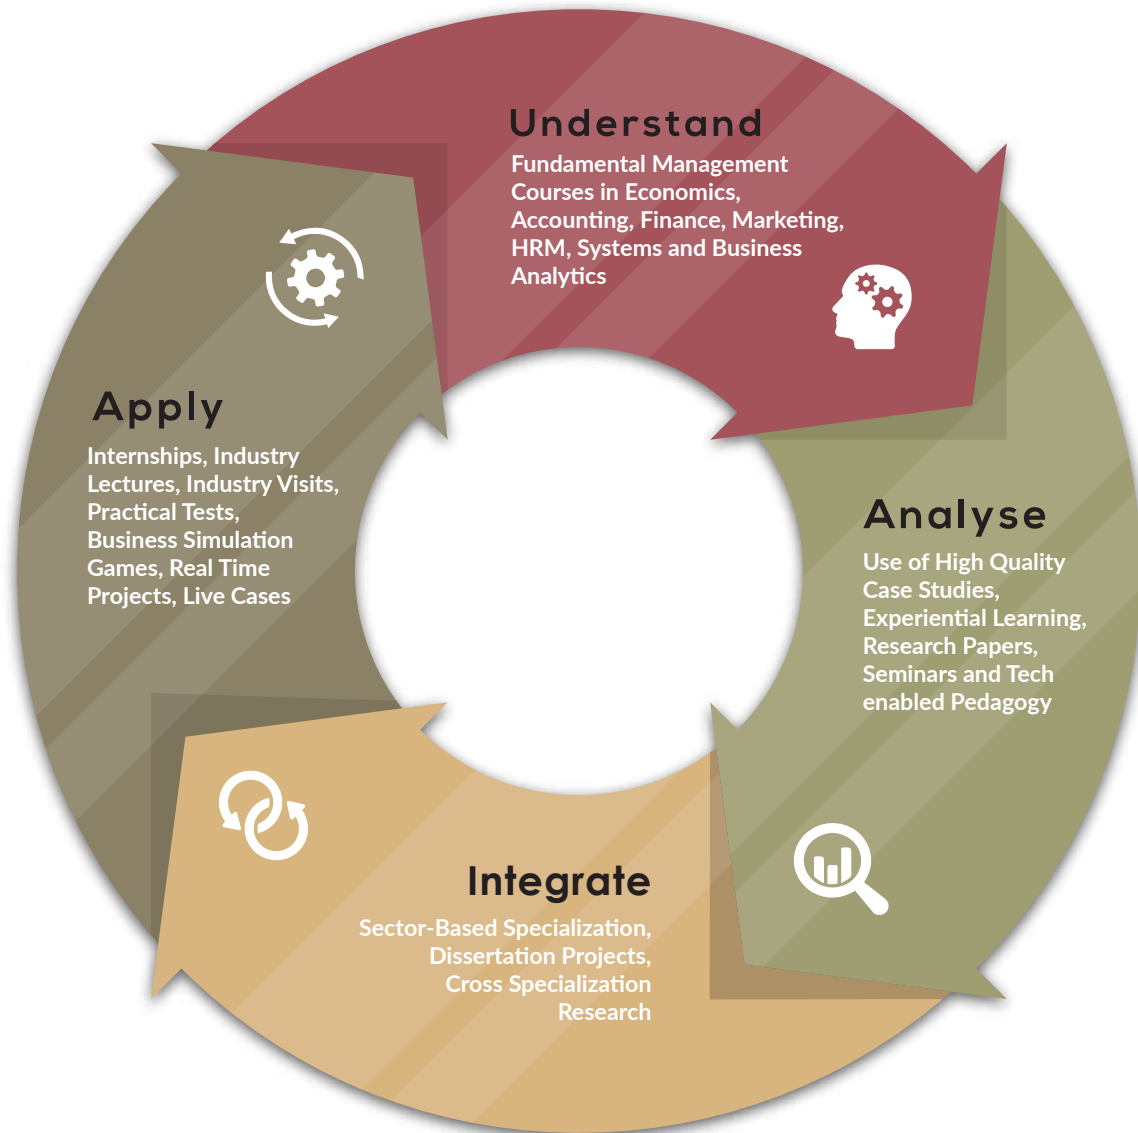 Understand
Fundamental Management
Courses in Economics,
Accounting, Finance, Marketing,
HRM, Systems and Business
Analytics
Analyse
Use of High Quality
Case Studies,
Experiential Learning,
Research Papers,
Seminars and Tech
enabled Pedagogy
Integrate
Sector-Based Specialization,
Dissertation Projects,
Cross Specialization
Research
Apply
Internships, Industry
Lectures, Industry Visits,
Practical Tests,
Business Simulation
Games, Real Time
Projects, Live Cases